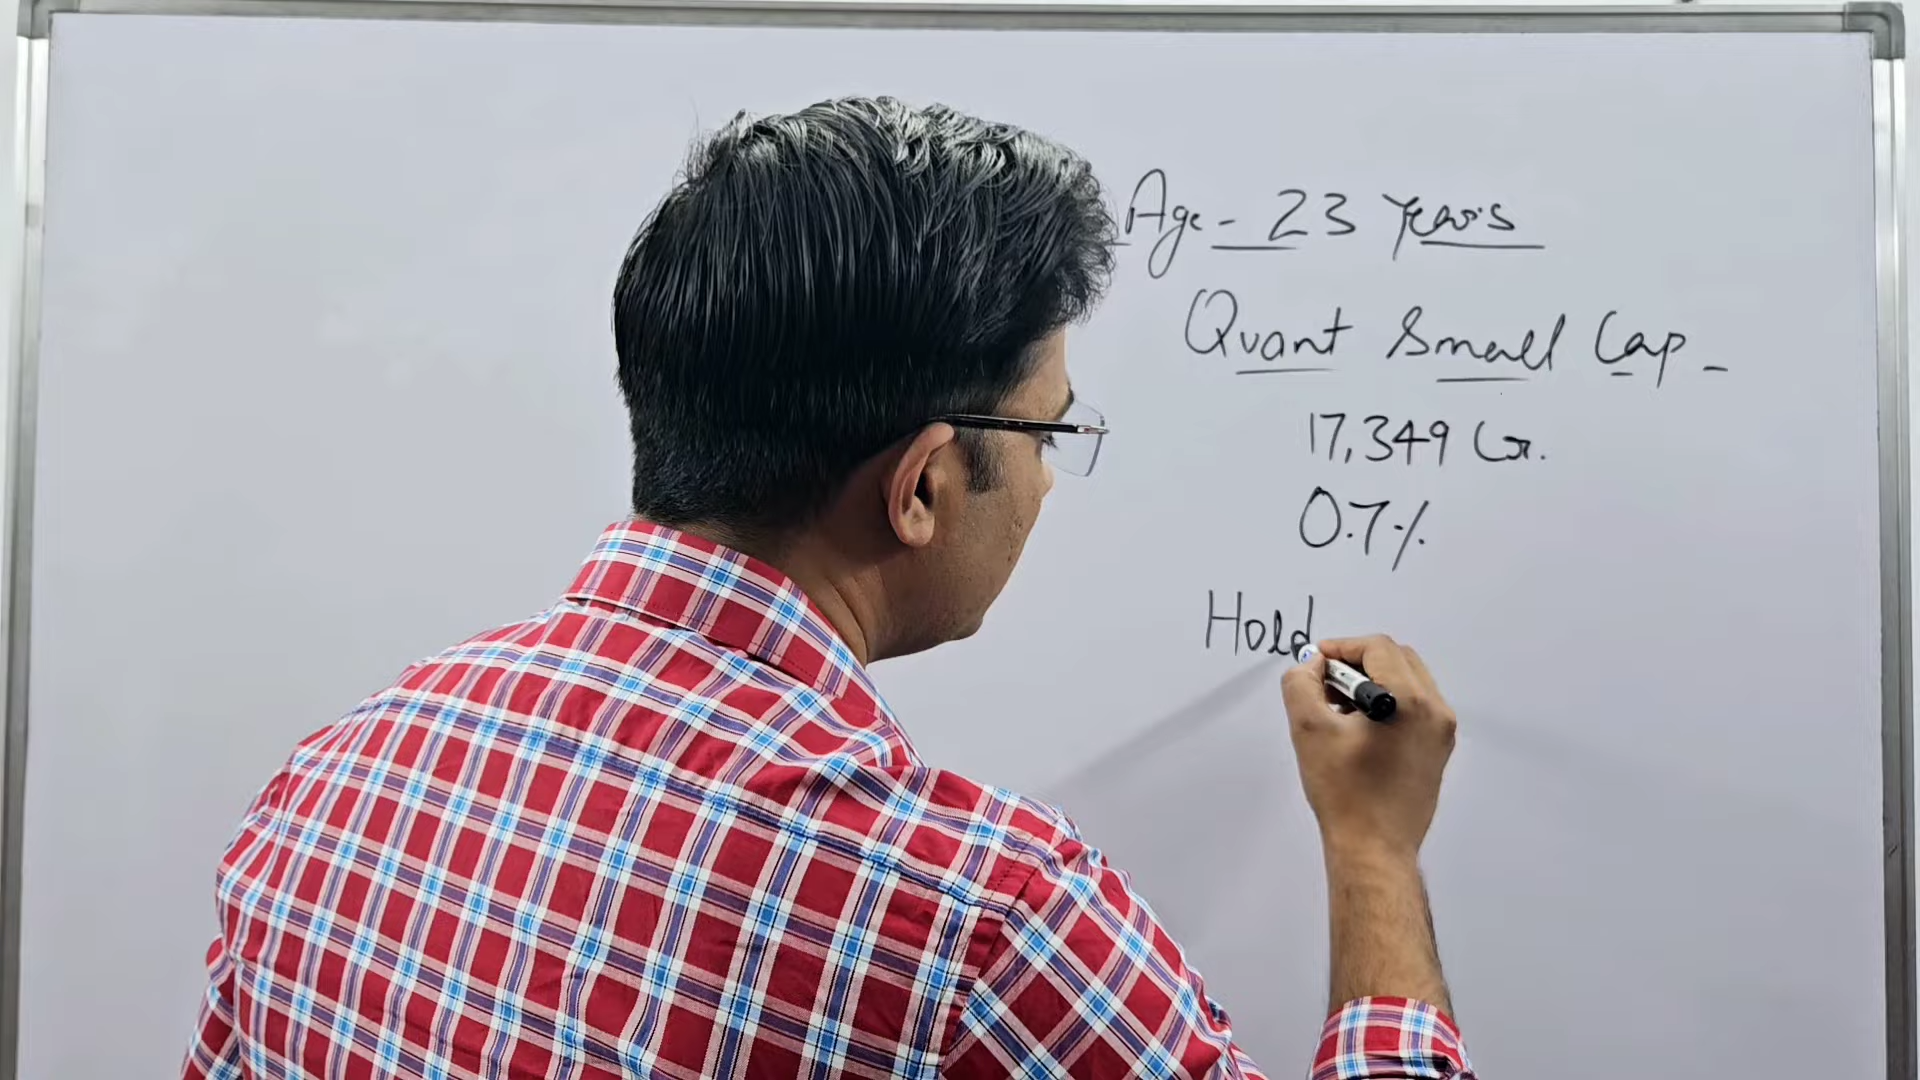 Age - 23 Years
Quant Small Cap -
17,349 Cr.
0.7%
Hold